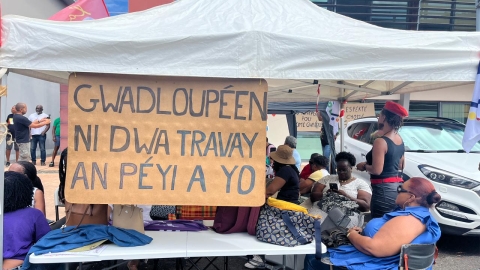 GWADLOUPÉEN
NI DWA TRAVAY
AN PÉYI A YO